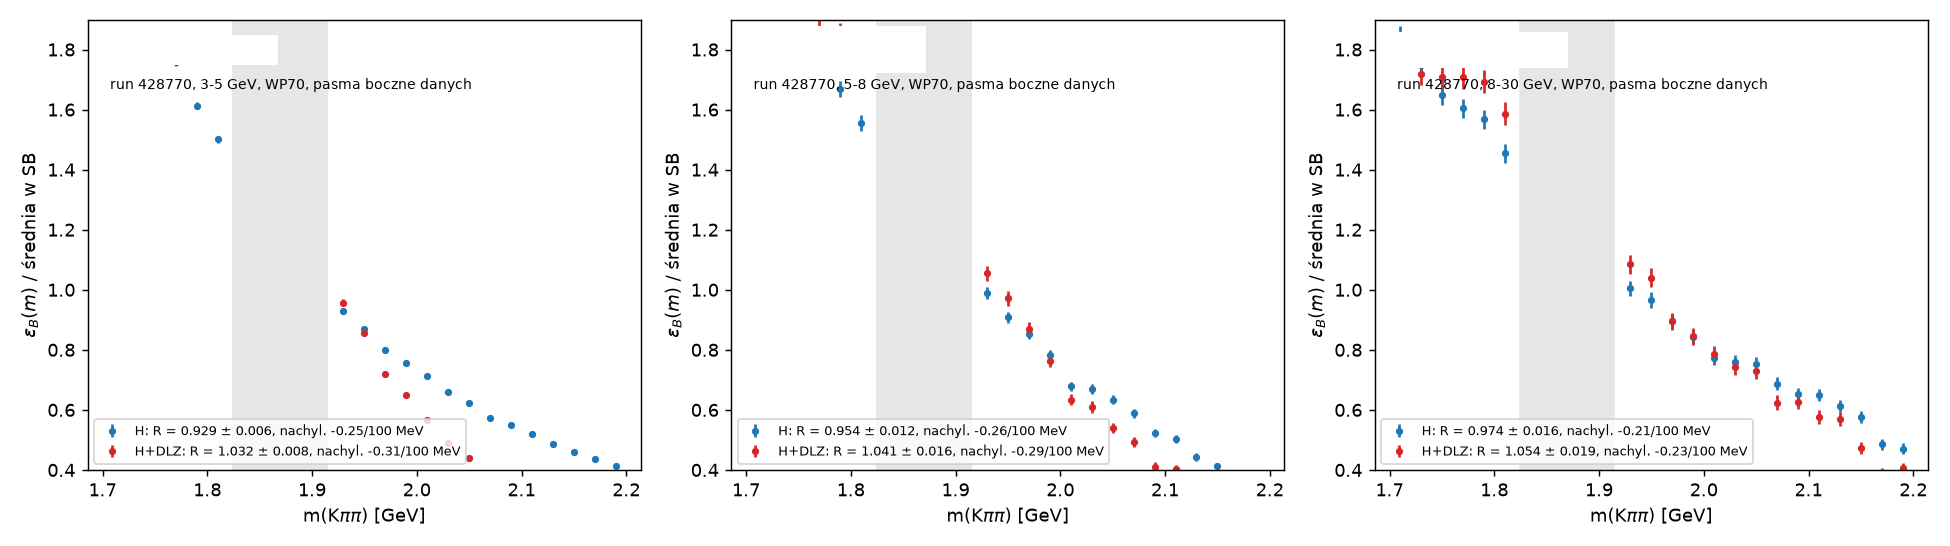 1.8
1.6
1.4
1.2
1.0
0.8
0.6
0.4
ε_B(m) / średnia w SB
run 428770, 3-5 GeV, WP70, pasma boczne danych
H: R = 0.929 ± 0.006, nachyl. -0.25/100 MeV
H+DLZ: R = 1.032 ± 0.008, nachyl. -0.31/100 MeV
1.7 1.8 1.9 2.0 2.1 2.2
m(Kππ) [GeV]
1.8
1.6
1.4
1.2
1.0
0.8
0.6
0.4
ε_B(m) / średnia w SB
run 428770, 5-8 GeV, WP70, pasma boczne danych
H: R = 0.954 ± 0.012, nachyl. -0.26/100 MeV
H+DLZ: R = 1.041 ± 0.016, nachyl. -0.29/100 MeV
1.7 1.8 1.9 2.0 2.1 2.2
m(Kππ) [GeV]
1.8
1.6
1.4
1.2
1.0
0.8
0.6
0.4
ε_B(m) / średnia w SB
run 428770, 8-30 GeV, WP70, pasma boczne danych
H: R = 0.974 ± 0.016, nachyl. -0.21/100 MeV
H+DLZ: R = 1.054 ± 0.019, nachyl. -0.23/100 MeV
1.7 1.8 1.9 2.0 2.1 2.2
m(Kππ) [GeV]